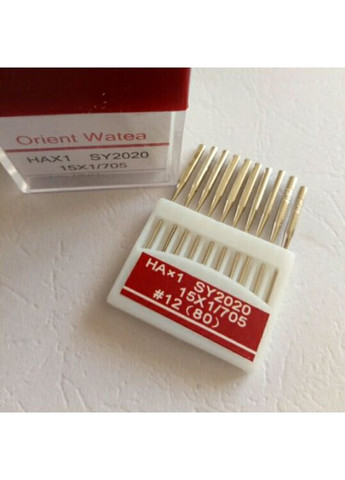 Orient Watea
HAX1 SY2020
15X1/705
HA×1 SY2020
15X1/705
#12(80)